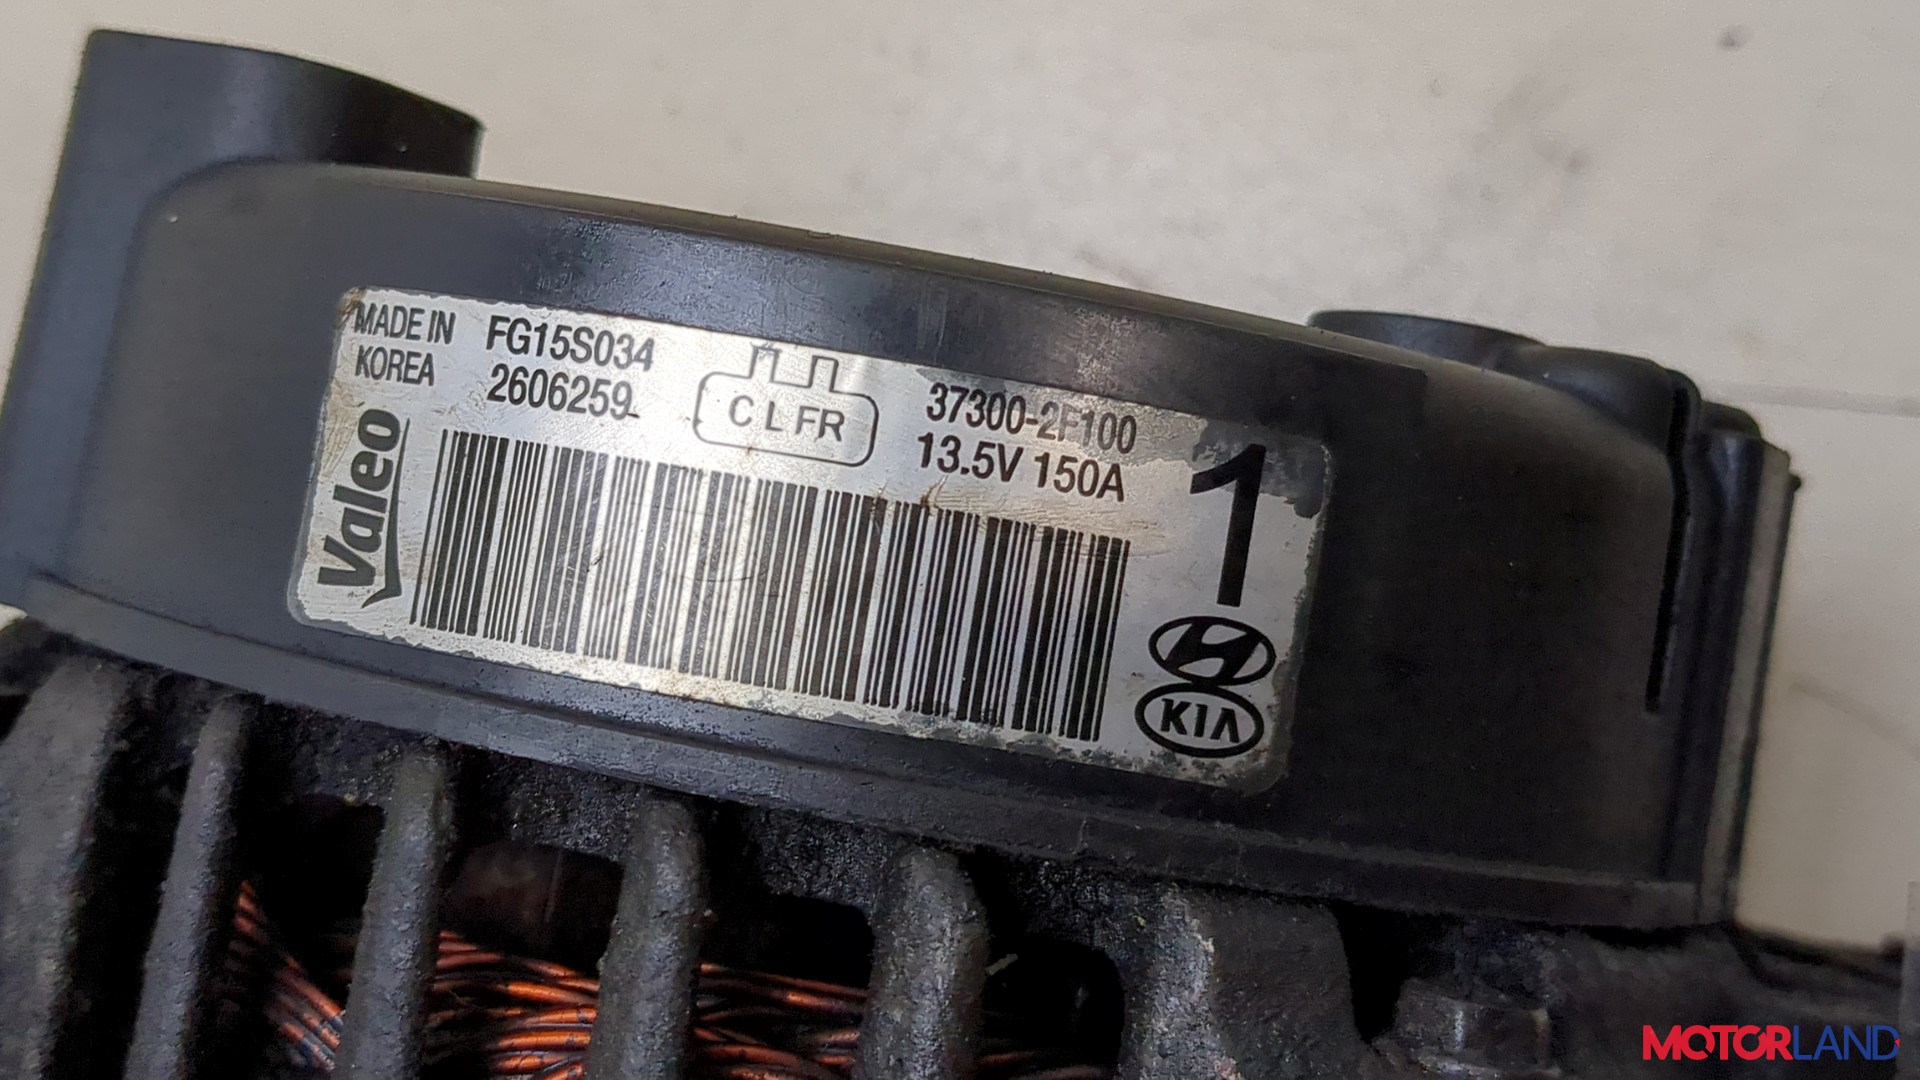 MADE IN
KOREA
FG15S034
2606259
C L FR
37300-2F100
13.5V 150A
1
Valeo
KIA
MOTORLAND